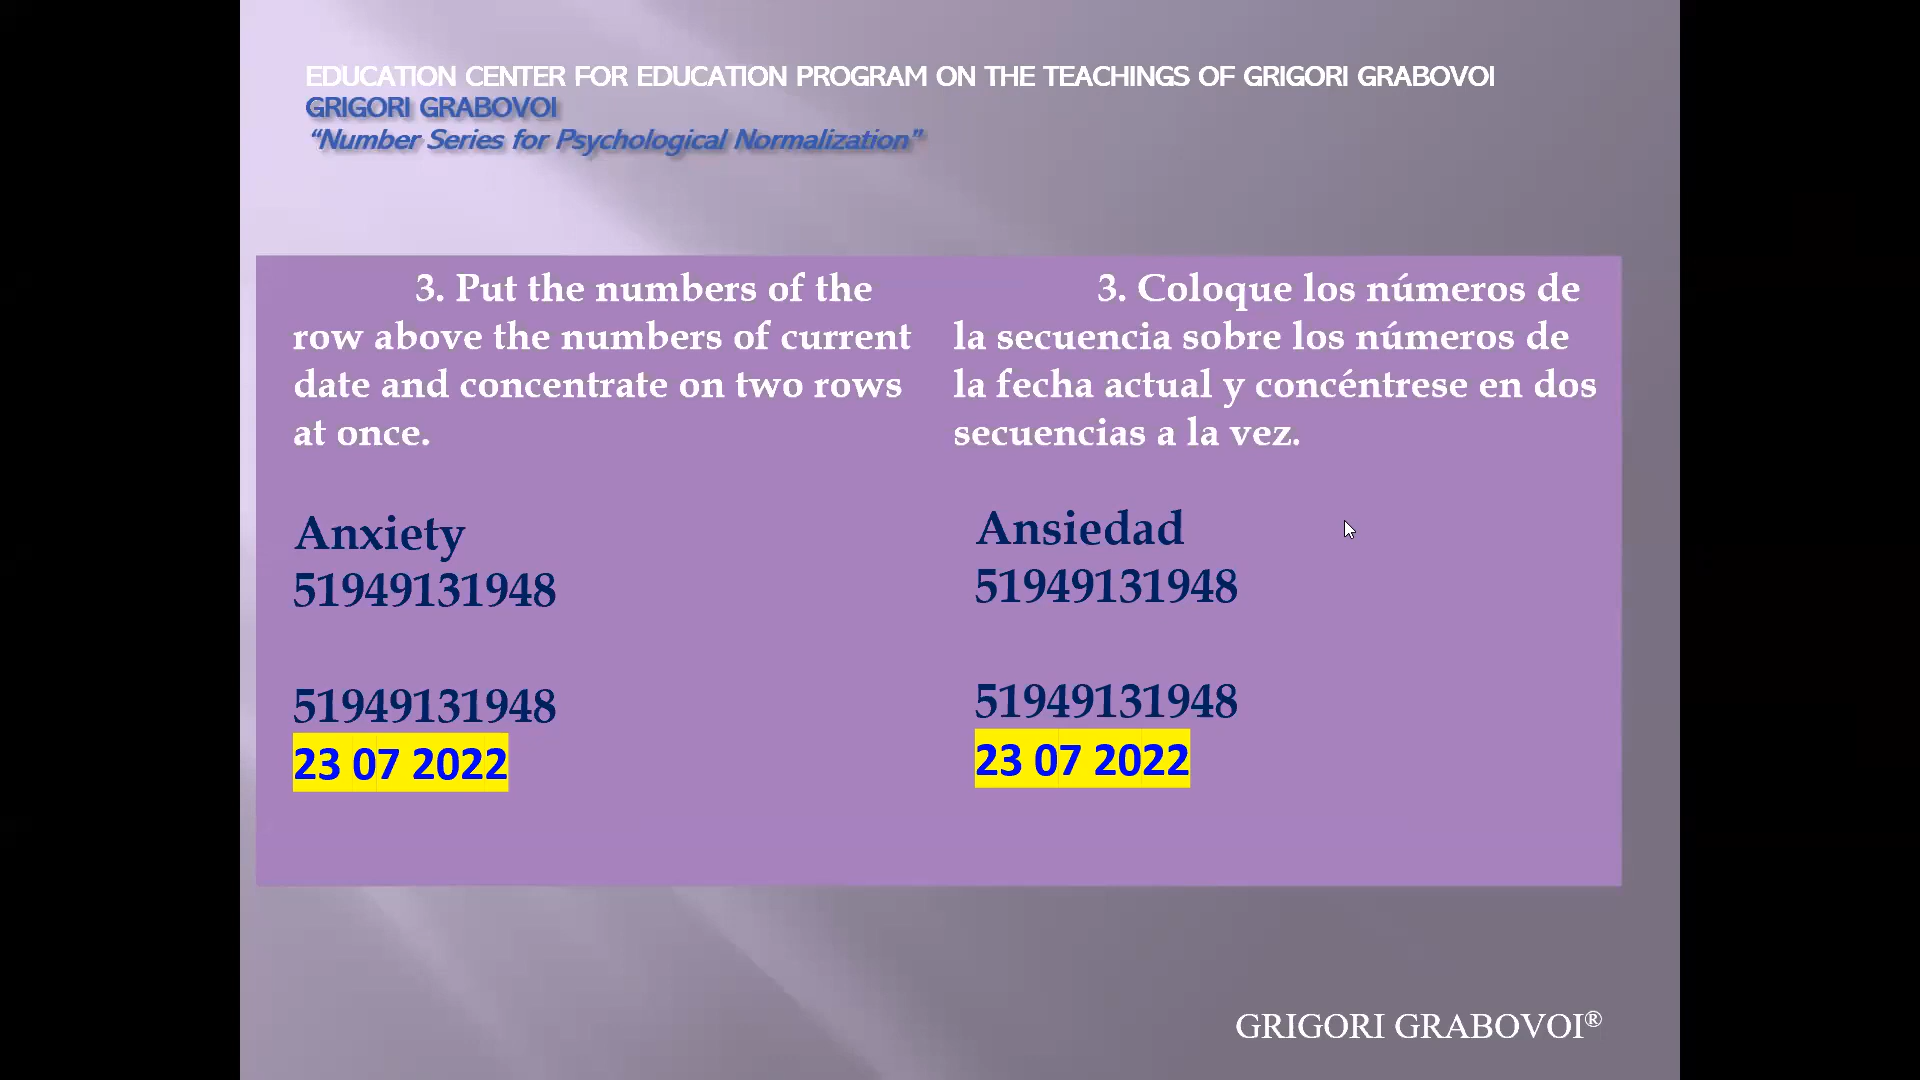 EDUCATION CENTER FOR EDUCATION PROGRAM ON THE TEACHINGS OF GRIGORI GRABOVOI
GRIGORI GRABOVOI
“Number Series for Psychological Normalization”
3. Put the numbers of the
row above the numbers of current
date and concentrate on two rows
at once.
Anxiety
51949131948
51949131948
23 07 2022
3. Coloque los números de
la secuencia sobre los números de
la fecha actual y concéntrese en dos
secuencias a la vez.
Ansiedad
51949131948
51949131948
23 07 2022
GRIGORI GRABOVOI®